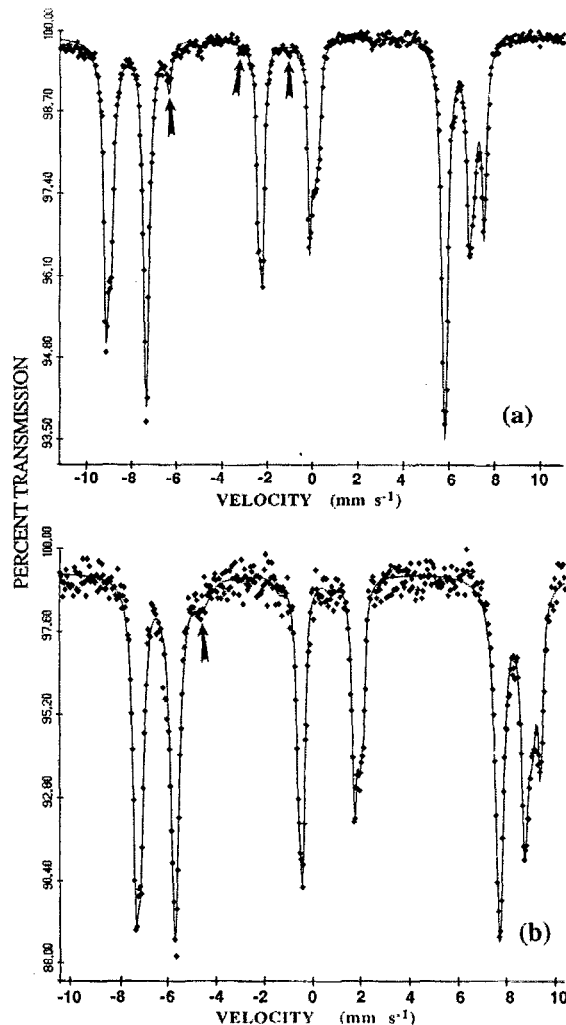 100,00
98,70
97,40
96,10
94,80
93,50
(a)
-10 -8 -6 -4 -2 0 2 4 6 8 10
VELOCITY (mm s-1)
PERCENT TRANSMISSION
100,00
97,60
95,20
92,80
90,40
88,00
(b)
-10 -8 -6 -4 -2 0 2 4 6 8 10
VELOCITY (mm s-1)